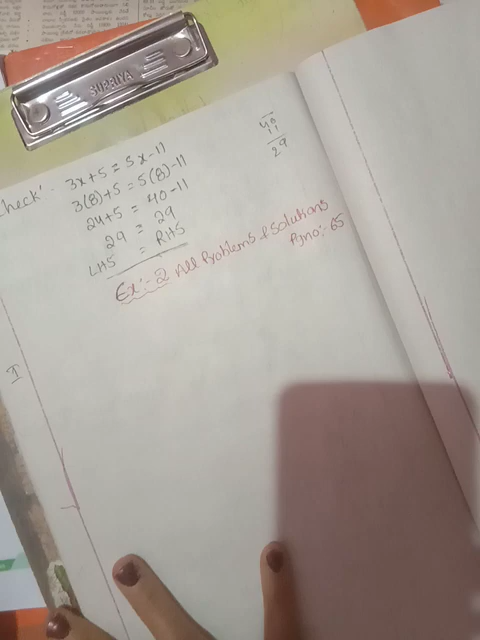 SUPRIYA
Check:
3x+5 = 5x-11
3(8)+5 = 5(8)-11
24+5 = 40-11
29 = 29
LHS = RHS
40
11
29
Ex:- 2 All Problems & Solutions
Pg no:- 65
I